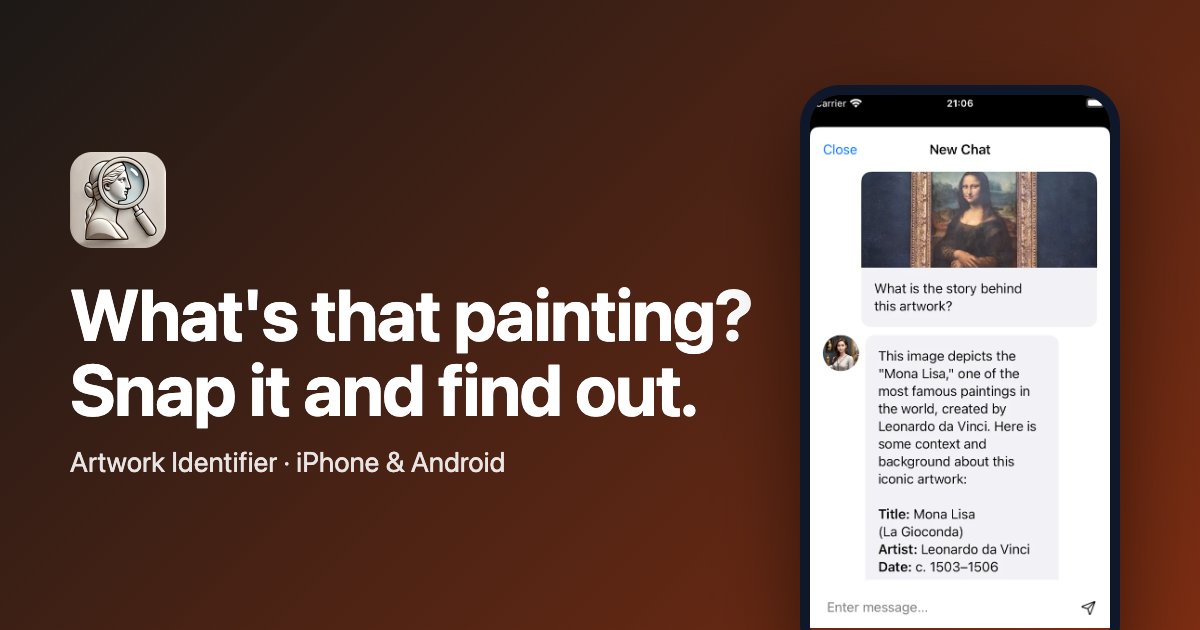 What's that painting?
Snap it and find out.
Artwork Identifier · iPhone & Android
21:06
Close
New Chat
What is the story behind
this artwork?
This image depicts the
"Mona Lisa," one of the
most famous paintings in
the world, created by
Leonardo da Vinci. Here is
some context and
background about this
iconic artwork:
Title: Mona Lisa
(La Gioconda)
Artist: Leonardo da Vinci
Date: c. 1503–1506
Enter message...